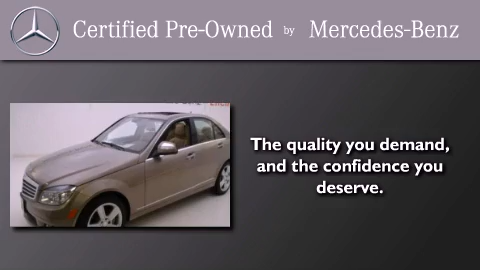 Certified Pre-Owned by Mercedes-Benz
The quality you demand,
and the confidence you
deserve.